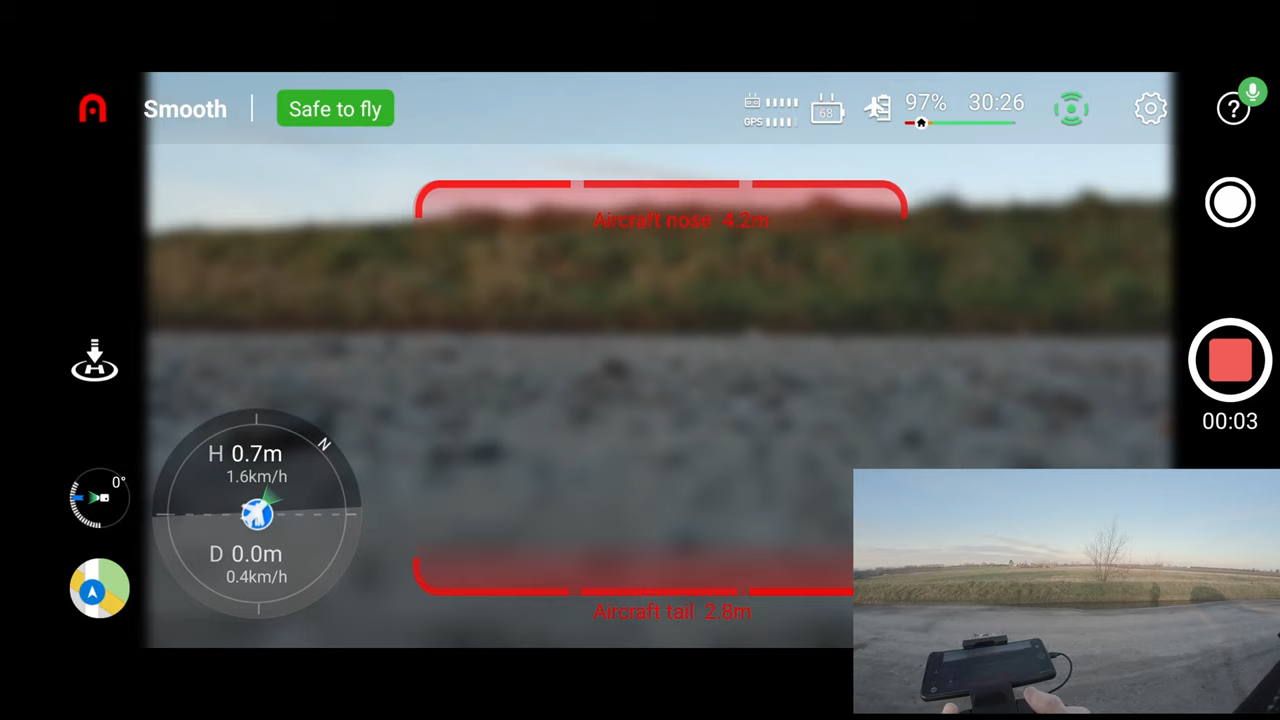 Smooth
Safe to fly
GPS
68
97%
30:26
?
Aircraft nose 4.2m
00:03
N
H 0.7m
1.6km/h
0°
D 0.0m
0.4km/h
Aircraft tail 2.8m